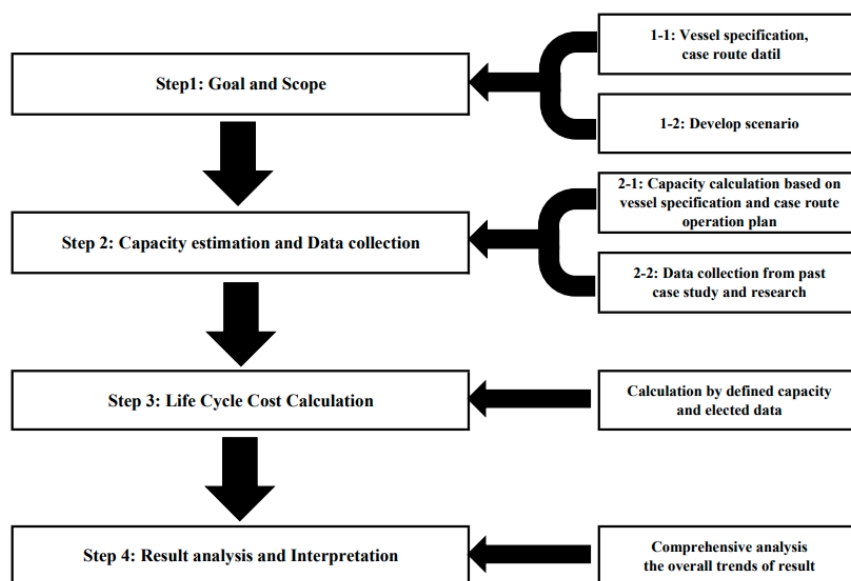 Step1: Goal and Scope
1-1: Vessel specification,
case route datil
1-2: Develop scenario
Step 2: Capacity estimation and Data collection
2-1: Capacity calculation based on
vessel specification and case route
operation plan
2-2: Data collection from past
case study and research
Step 3: Life Cycle Cost Calculation
Calculation by defined capacity
and elected data
Step 4: Result analysis and Interpretation
Comprehensive analysis
the overall trends of result